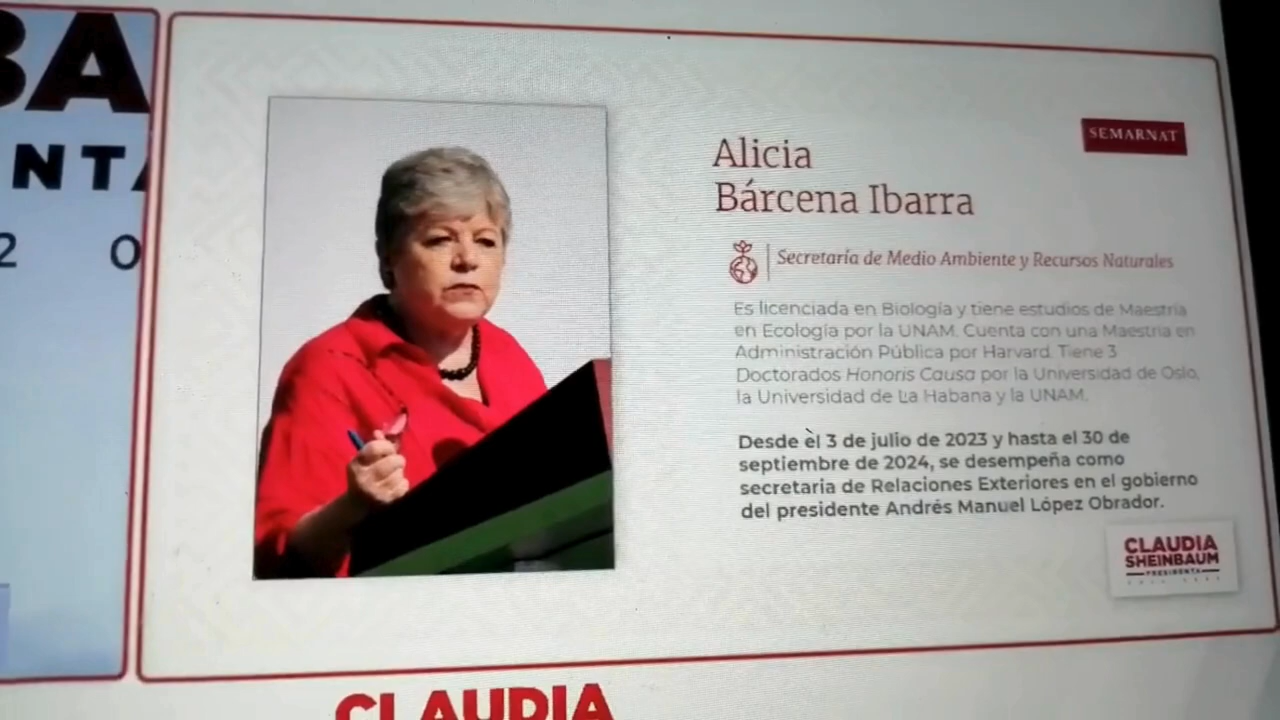 BA
NTA
2 0
SEMARNAT
Alicia
Bárcena Ibarra
Secretaría de Medio Ambiente y Recursos Naturales
Es licenciada en Biología y tiene estudios de Maestría
en Ecología por la UNAM. Cuenta con una Maestría en
Administración Pública por Harvard. Tiene 3
Doctorados Honoris Causa por la Universidad de Oslo,
la Universidad de La Habana y la UNAM.
Desde el 3 de julio de 2023 y hasta el 30 de
septiembre de 2024, se desempeña como
secretaria de Relaciones Exteriores en el gobierno
del presidente Andrés Manuel López Obrador.
CLAUDIA
SHEINBAUM
PRESIDENTA
CLAUDIA